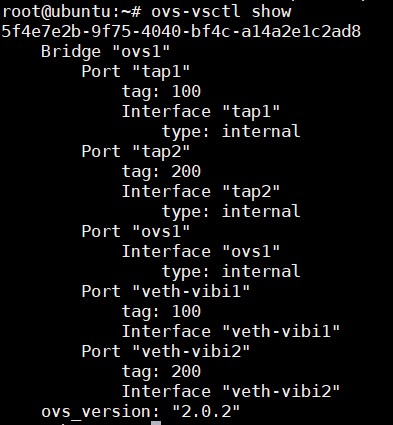 root@ubuntu:~# ovs-vsctl show
5f4e7e2b-9f75-4040-bf4c-a14a2e1c2ad8
    Bridge "ovs1"
        Port "tap1"
            tag: 100
            Interface "tap1"
                type: internal
        Port "tap2"
            tag: 200
            Interface "tap2"
                type: internal
        Port "ovs1"
            Interface "ovs1"
                type: internal
        Port "veth-vibi1"
            tag: 100
            Interface "veth-vibi1"
        Port "veth-vibi2"
            tag: 200
            Interface "veth-vibi2"
    ovs_version: "2.0.2"